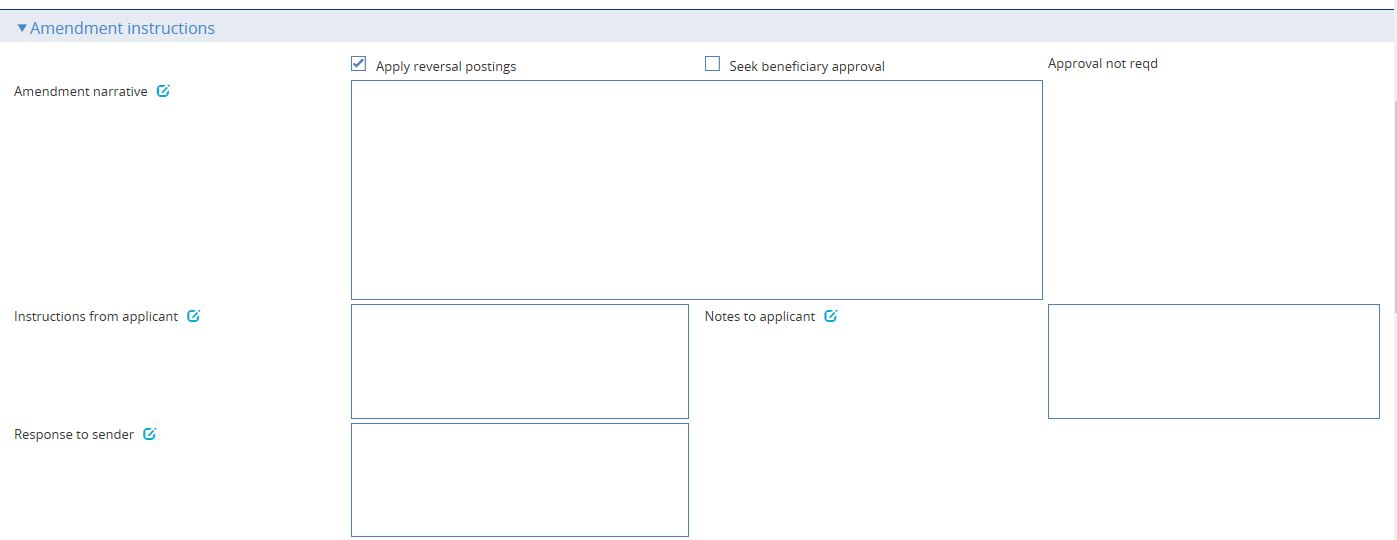 Amendment instructions
Apply reversal postings Seek beneficiary approval Approval not reqd
Amendment narrative
Instructions from applicant Notes to applicant
Response to sender